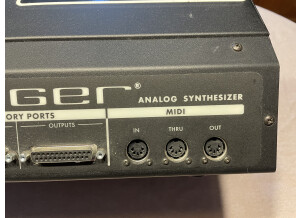 GER®
ANALOG SYNTHESIZER
ORY PORTS
MIDI
OUTPUTS
IN
THRU
OUT